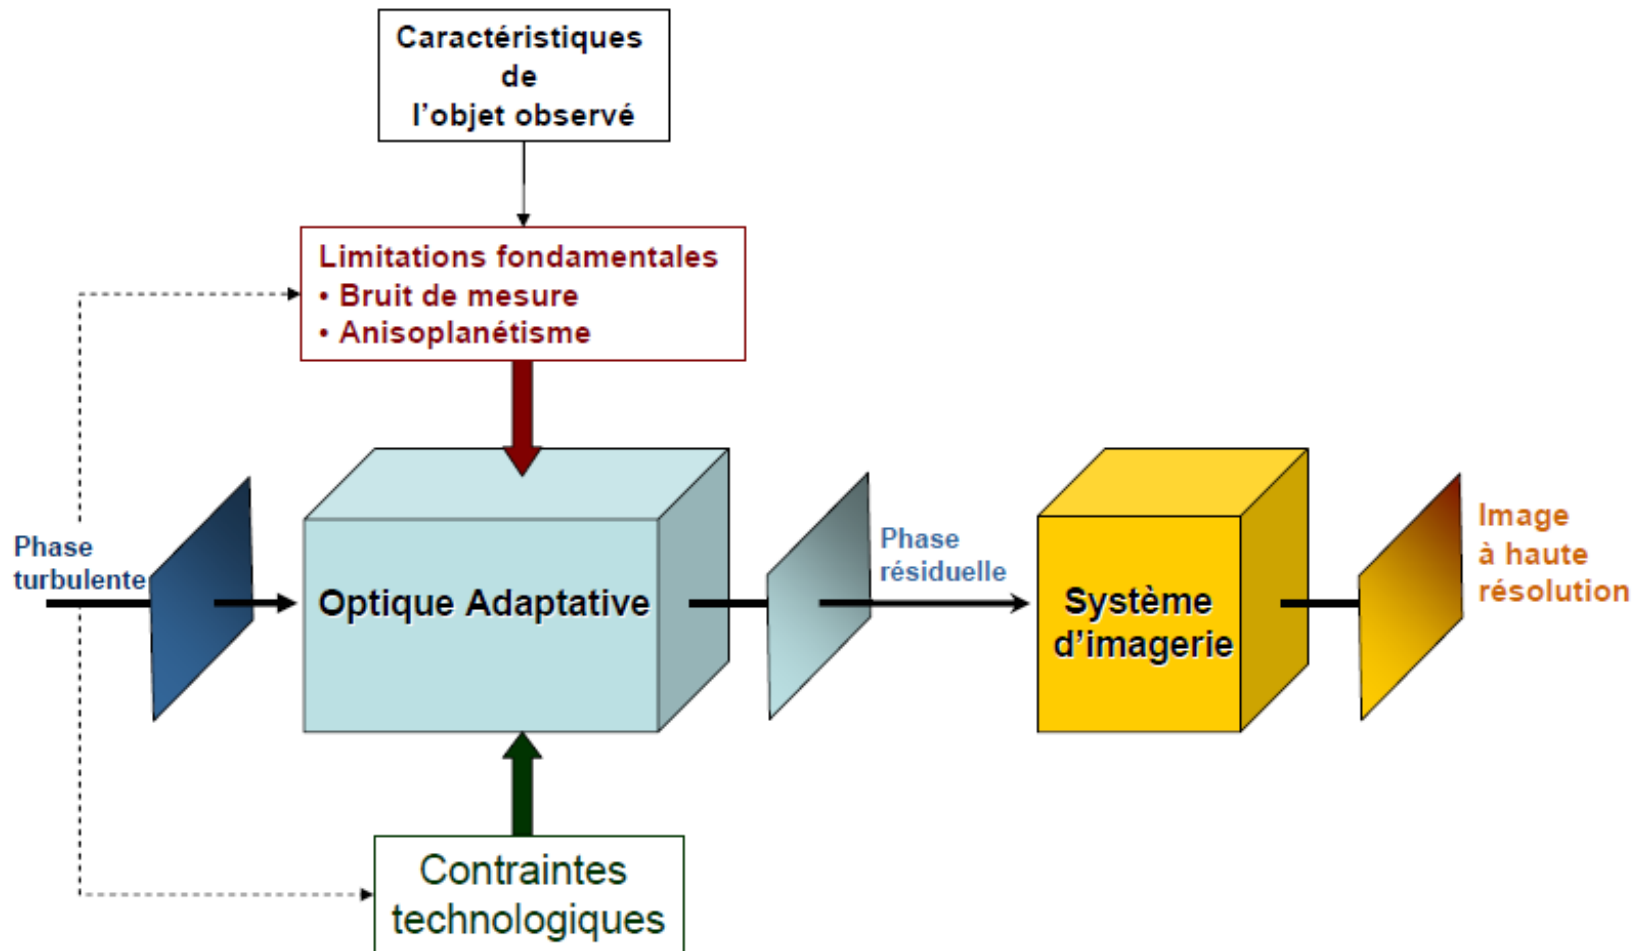 Caractéristiques
de
l’objet observé
Limitations fondamentales
• Bruit de mesure
• Anisoplanétisme
Phase
turbulente
Optique Adaptative
Phase
résiduelle
Système
d’imagerie
Image
à haute
résolution
Contraintes
technologiques